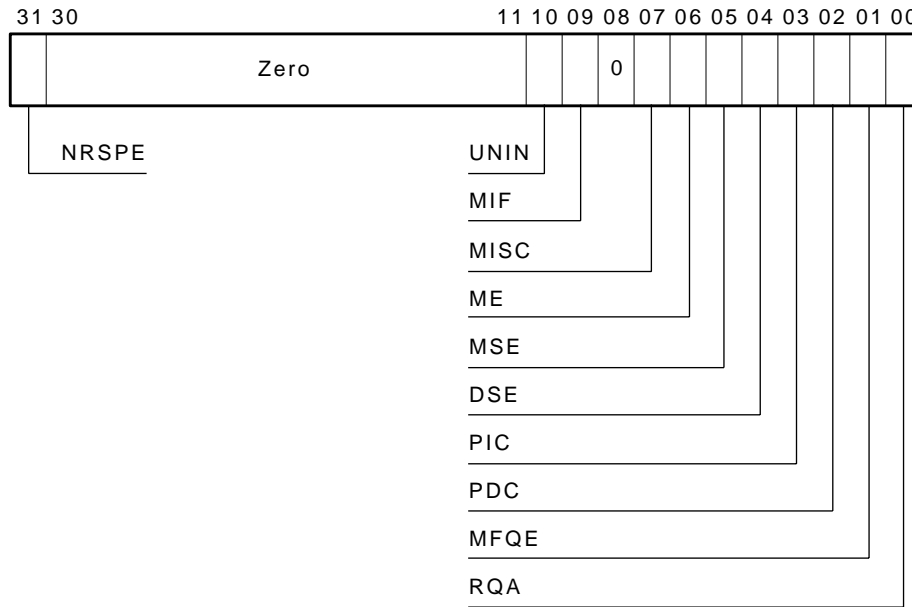 31 30 11 10 09 08 07 06 05 04 03 02 01 00
Zero 0
NRSPE UNIN
MIF
MISC
ME
MSE
DSE
PIC
PDC
MFQE
RQA